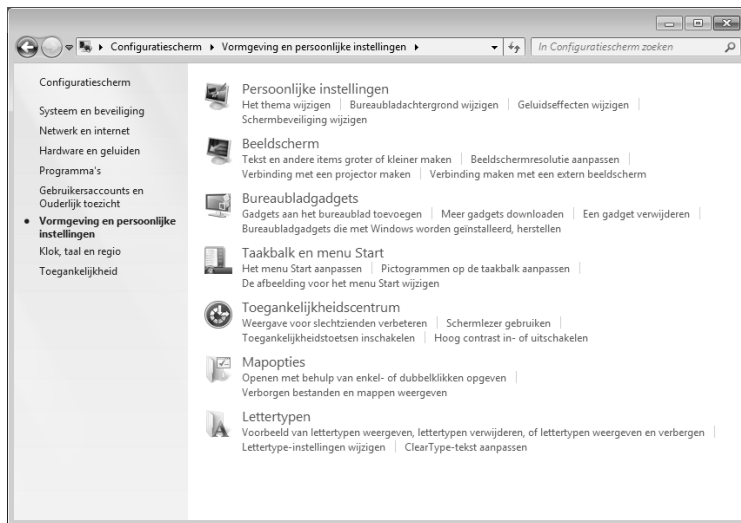 Configuratiescherm ▸ Vormgeving en persoonlijke instellingen ▸
In Configuratiescherm zoeken
Configuratiescherm
Systeem en beveiliging
Netwerk en internet
Hardware en geluiden
Programma's
Gebruikersaccounts en
Ouderlijk toezicht
Vormgeving en persoonlijke
instellingen
Klok, taal en regio
Toegankelijkheid
Persoonlijke instellingen
Het thema wijzigen | Bureaubladachtergrond wijzigen | Geluidseffecten wijzigen |
Schermbeveiliging wijzigen
Beeldscherm
Tekst en andere items groter of kleiner maken | Beeldschermresolutie aanpassen |
Verbinding met een projector maken | Verbinding maken met een extern beeldscherm
Bureaubladgadgets
Gadgets aan het bureaublad toevoegen | Meer gadgets downloaden | Een gadget verwijderen |
Bureaubladgadgets die met Windows worden geïnstalleerd, herstellen
Taakbalk en menu Start
Het menu Start aanpassen | Pictogrammen op de taakbalk aanpassen |
De afbeelding voor het menu Start wijzigen
Toegankelijkheidscentrum
Weergave voor slechtzienden verbeteren | Schermlezer gebruiken |
Toegankelijkheidstoetsen inschakelen | Hoog contrast in- of uitschakelen
Mapopties
Openen met behulp van enkel- of dubbelklikken opgeven |
Verborgen bestanden en mappen weergeven
Lettertypen
Voorbeeld van lettertypen weergeven, lettertypen verwijderen, of lettertypen weergeven en verbergen |
Lettertype-instellingen wijzigen | ClearType-tekst aanpassen